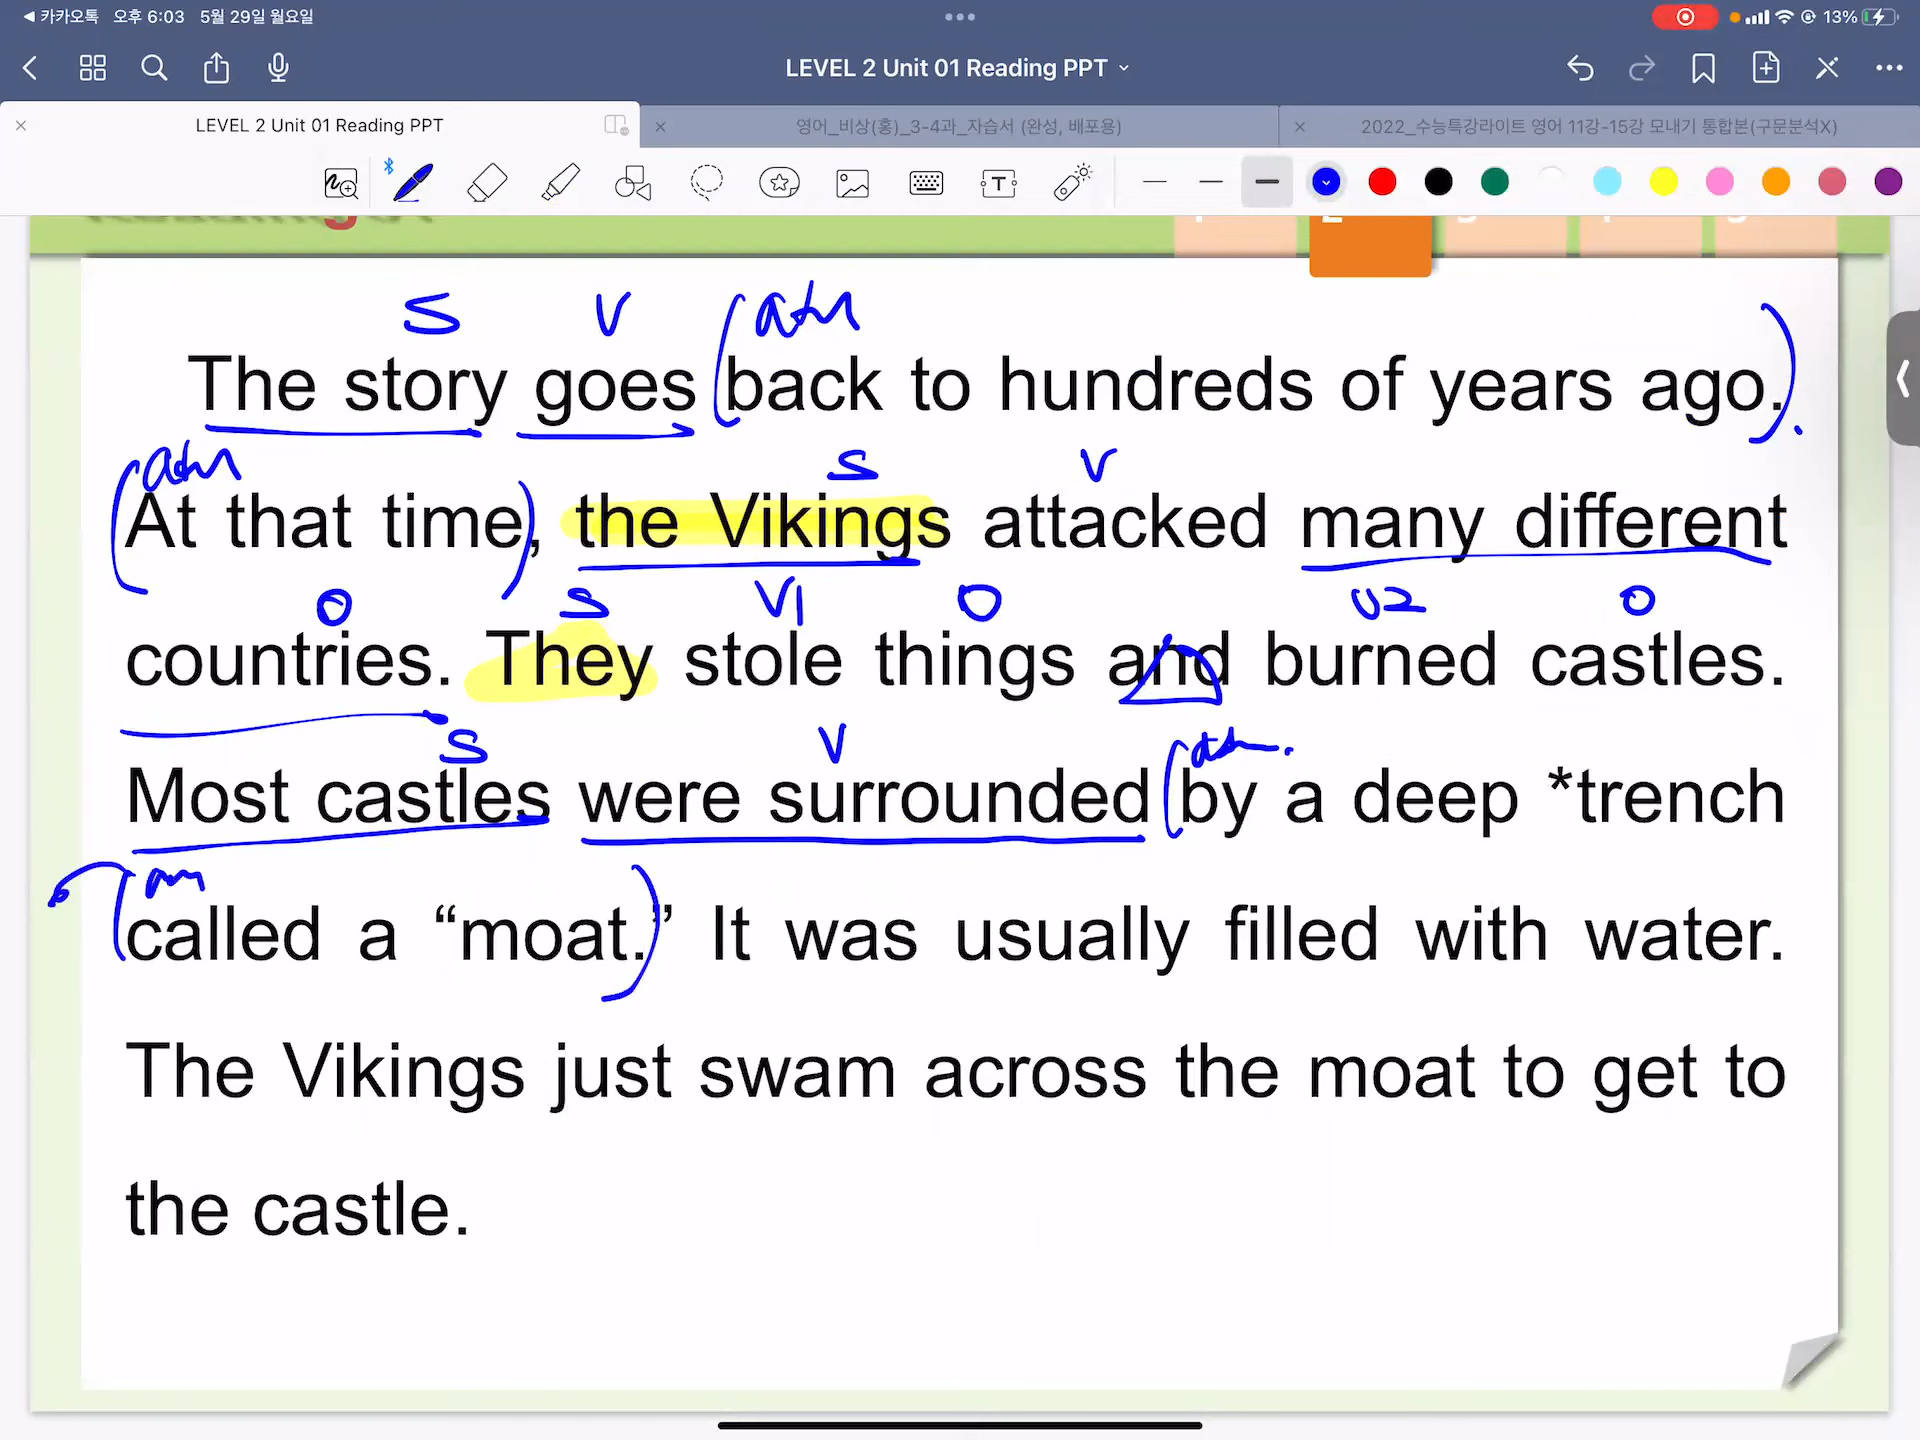 카카오톡 오후 6:03 5월 29일 월요일 13%
LEVEL 2 Unit 01 Reading PPT
LEVEL 2 Unit 01 Reading PPT 영어_비상(홍)_3-4과_자습서 (완성, 배포용) 2022_수능특강라이트 영어 11강-15강 모내기 통합본(구문분석X)
S V
The story goes back to hundreds of years ago.
S V
At that time, the Vikings attacked many different
O S V1 O V2 O
countries. They stole things and burned castles.
S V
Most castles were surrounded by a deep *trench
called a “moat.” It was usually filled with water.
The Vikings just swam across the moat to get to
the castle.